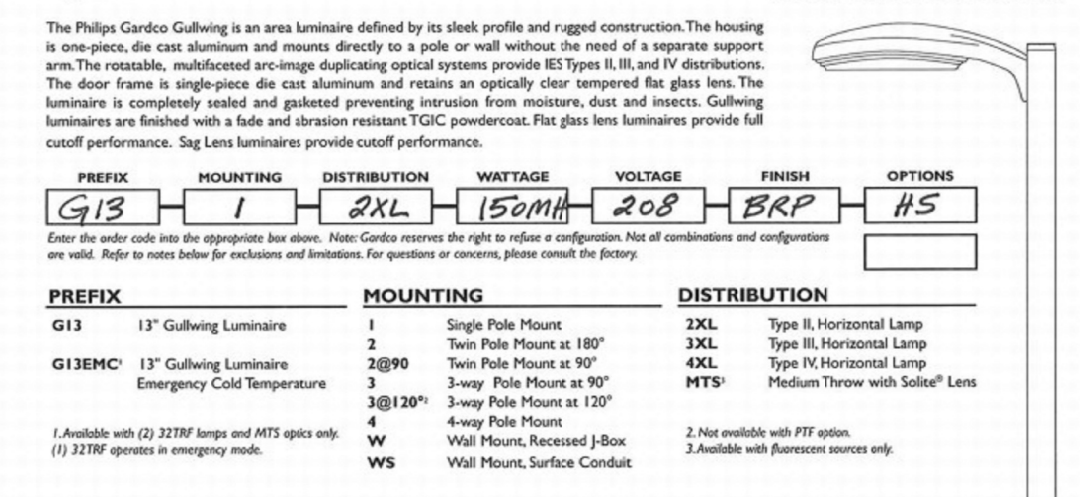 The Philips Gardco Gullwing is an area luminaire defined by its sleek profile and rugged construction. The housing
is one-piece, die cast aluminum and mounts directly to a pole or wall without the need of a separate support
arm. The rotatable, multifaceted arc-image duplicating optical systems provide IES Types II, III, and IV distributions.
The door frame is single-piece die cast aluminum and retains an optically clear tempered flat glass lens. The
luminaire is completely sealed and gasketed preventing intrusion from moisture, dust and insects. Gullwing
luminaires are finished with a fade and abrasion resistant TGIC powdercoat. Flat glass lens luminaires provide full
cutoff performance. Sag Lens luminaires provide cutoff performance.
PREFIX MOUNTING DISTRIBUTION WATTAGE VOLTAGE FINISH OPTIONS
G13 1 2XL 150MH 208 BRP HS
Enter the order code into the appropriate box above. Note: Gardco reserves the right to refuse a configuration. Not all combinations and configurations
are valid. Refer to notes below for exclusions and limitations. For questions or concerns, please consult the factory.
PREFIX
G13 13" Gullwing Luminaire
G13EMC¹ 13" Gullwing Luminaire
Emergency Cold Temperature
1. Available with (2) 32TRF lamps and MTS optics only.
(1) 32TRF operates in emergency mode.
MOUNTING
1 Single Pole Mount
2 Twin Pole Mount at 180°
2@90 Twin Pole Mount at 90°
3 3-way Pole Mount at 90°
3@120°² 3-way Pole Mount at 120°
4 4-way Pole Mount
W Wall Mount, Recessed J-Box
WS Wall Mount, Surface Conduit
DISTRIBUTION
2XL Type II, Horizontal Lamp
3XL Type III, Horizontal Lamp
4XL Type IV, Horizontal Lamp
MTS³ Medium Throw with Solite® Lens
2. Not available with PTF option.
3. Available with fluorescent sources only.